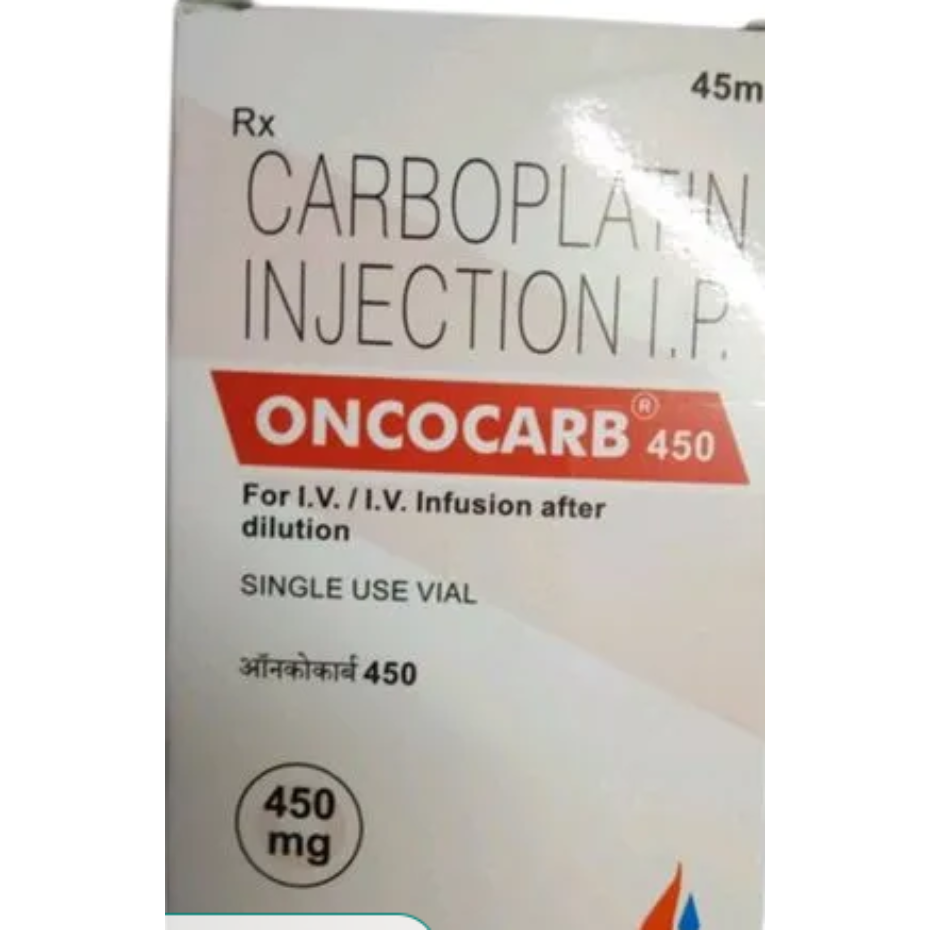 45m
Rx
CARBOPLATIN
INJECTION I.P.
ONCOCARB® 450
For I.V. / I.V. Infusion after
dilution
SINGLE USE VIAL
ऑनकोकार्ब 450
450
mg